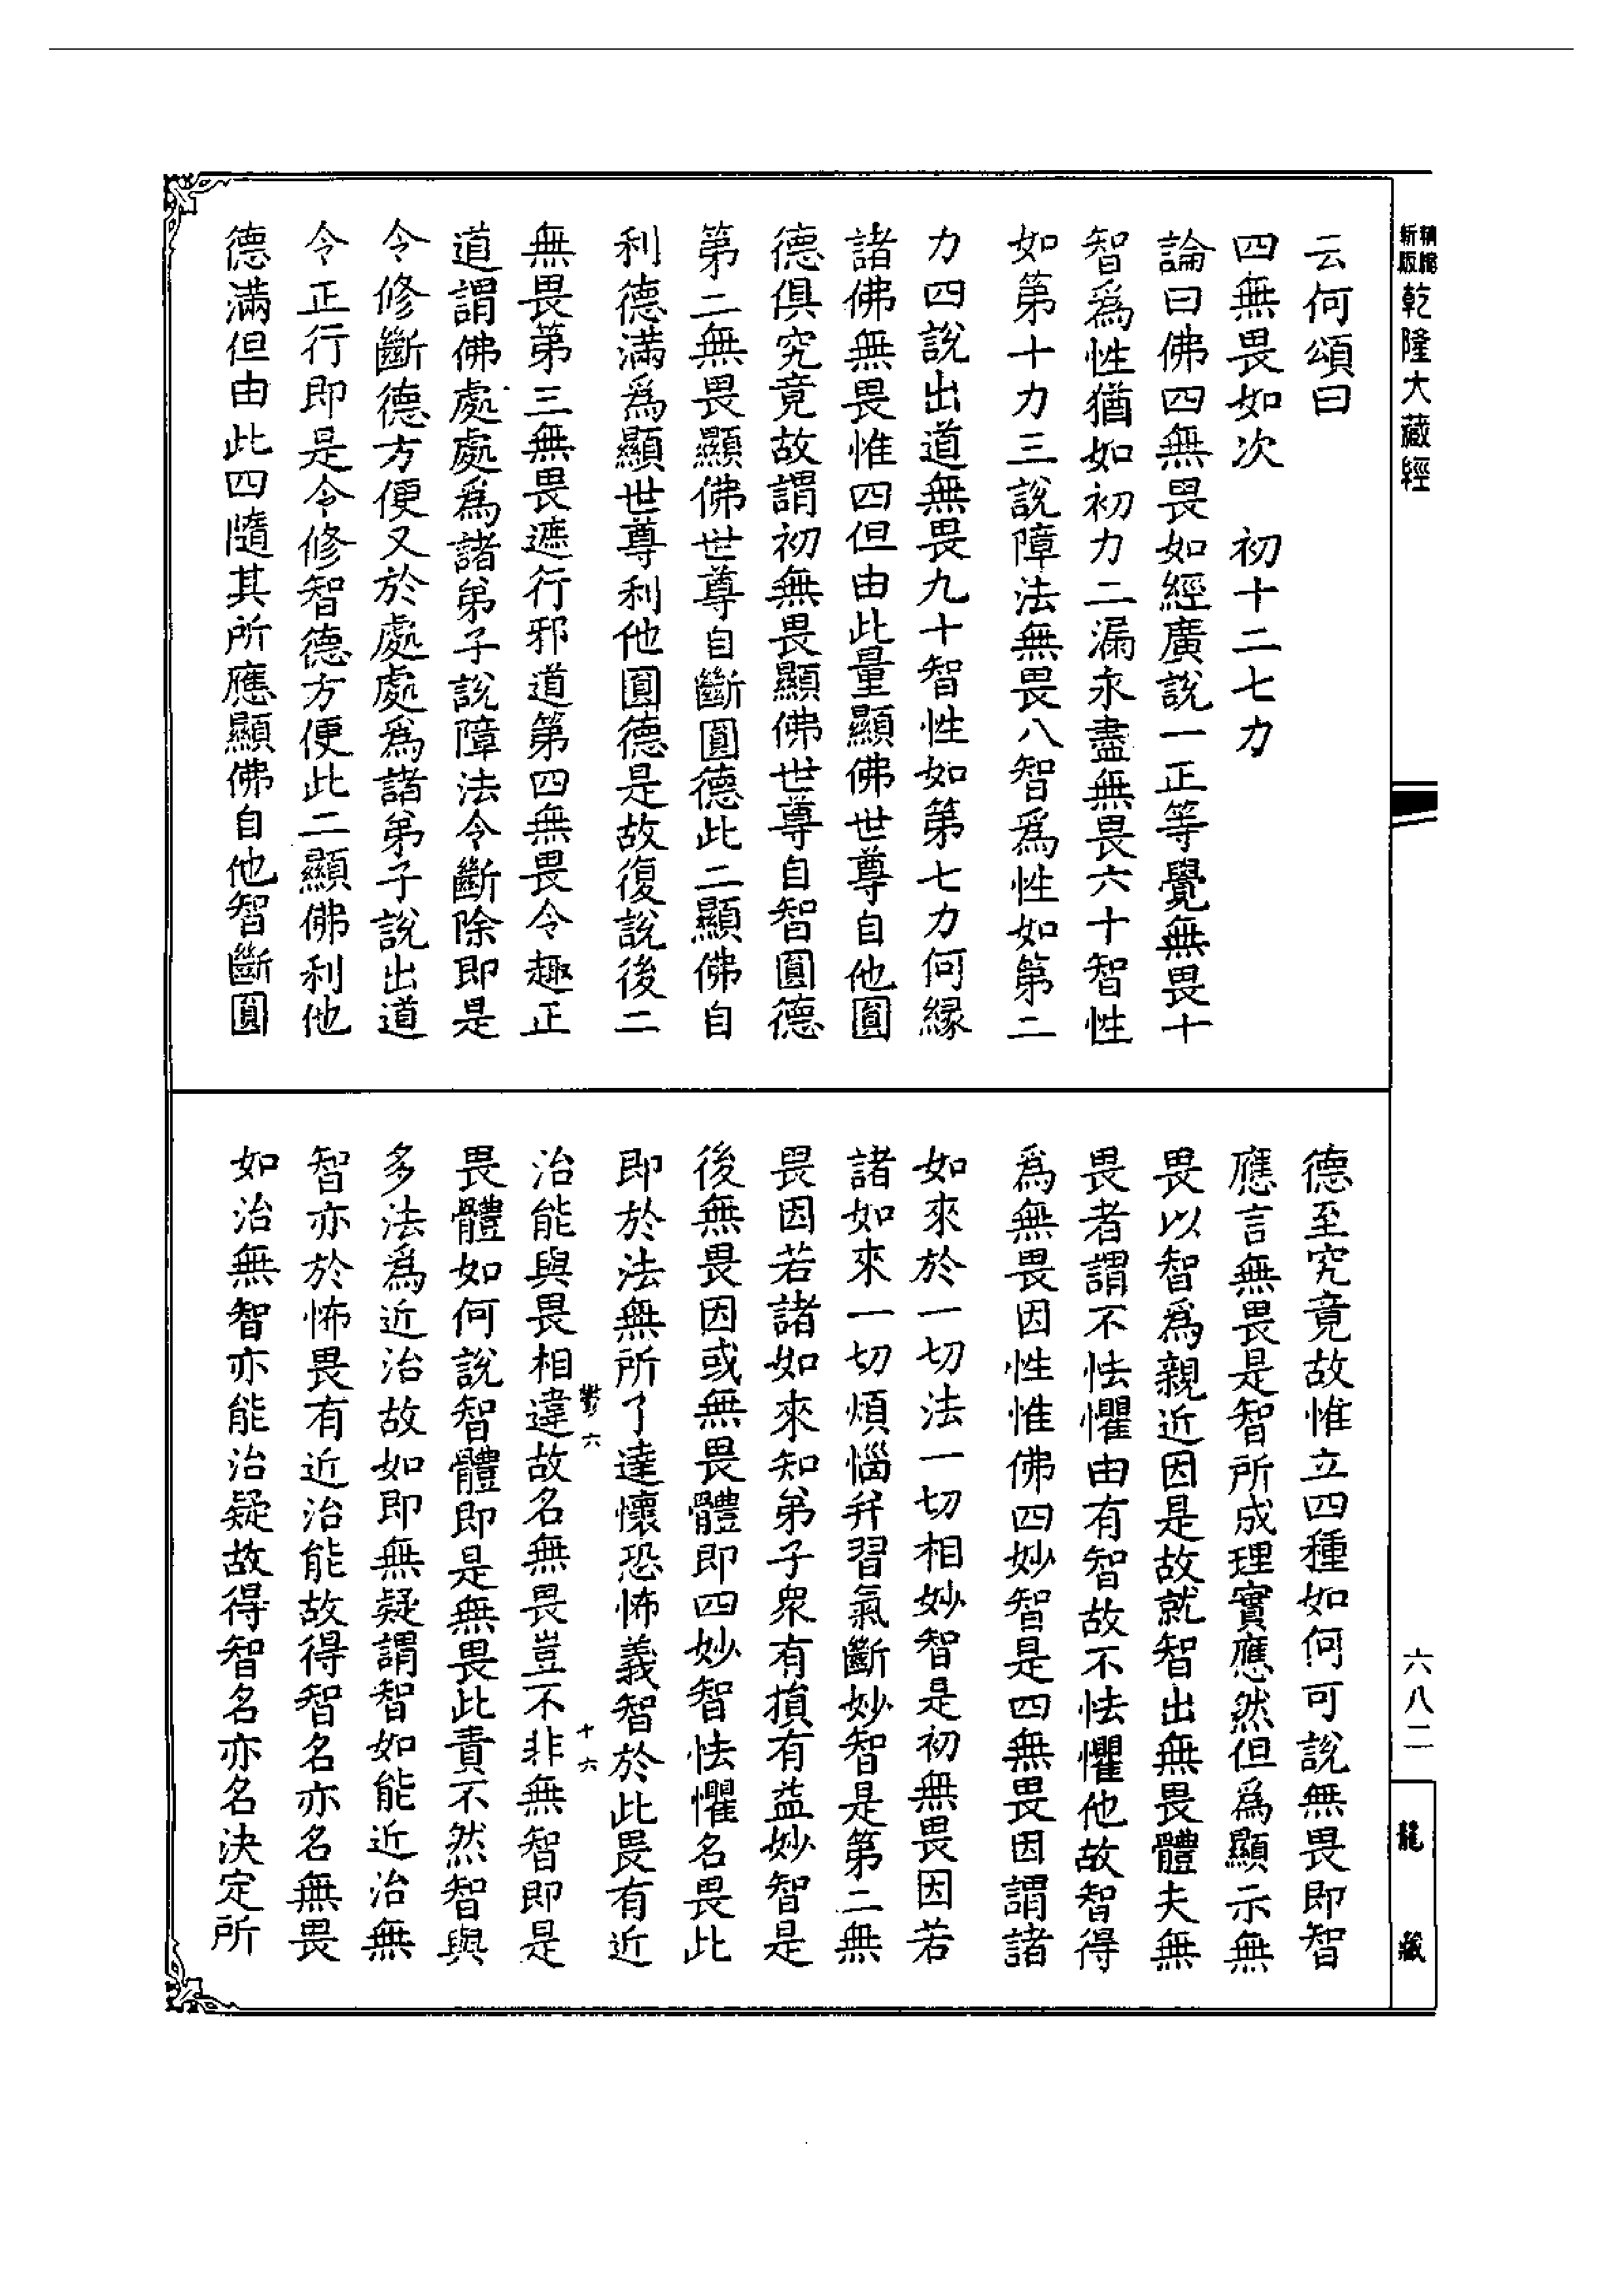 新編
縮版
乾隆大藏經
云何頌曰
四無畏如次　初十二七力
論曰佛四無畏如經廣說一正等覺無畏十
智爲性猶如初力二漏永盡無畏六十智性
如第十力三說障法無畏八智爲性如第二
力四說出道無畏九十智性如第七力何縁
諸佛無畏惟四但由此量顯佛世尊自他圓
德俱究竟故謂初無畏顯佛世尊自智圓德
第二無畏顯佛世尊自斷圓德此二顯佛自
利德滿爲顯世尊利他圓德是故復說後二
無畏第三無畏遮行邪道第四無畏令趣正
道謂佛處處爲諸弟子說障法令斷除即是
令修斷德方便又於處處爲諸弟子說出道
令正行即是令修智德方便此二顯佛利他
德滿但由此四隨其所應顯佛自他智斷圓
德至究竟故惟立四種如何可說無畏即智
應言無畏是智所成理實應然但爲顯示無
畏以智爲親近因是故就智出無畏體夫無
畏者謂不怯懼由有智故不怯懼他故智得
爲無畏因性惟佛四妙智是四無畏因謂諸
如來於一切法一切相妙智是初無畏因若
諸如來一切煩惱并習氣斷妙智是第二無
畏因若諸如來知弟子衆有損有益妙智是
後無畏因或無畏體即四妙智怯懼名畏此
即於法無所了達懷恐怖義智於此畏有近
治能與畏相違故名無畏豈不非無智即是
畏體如何說智體即是無畏此責不然智與
多法爲近治故如即無疑謂智如能近治無
智亦於怖畏有近治能故得智名亦名無畏
如治無智亦能治疑故得智名亦名決定所
六
十六
六八二
龍藏